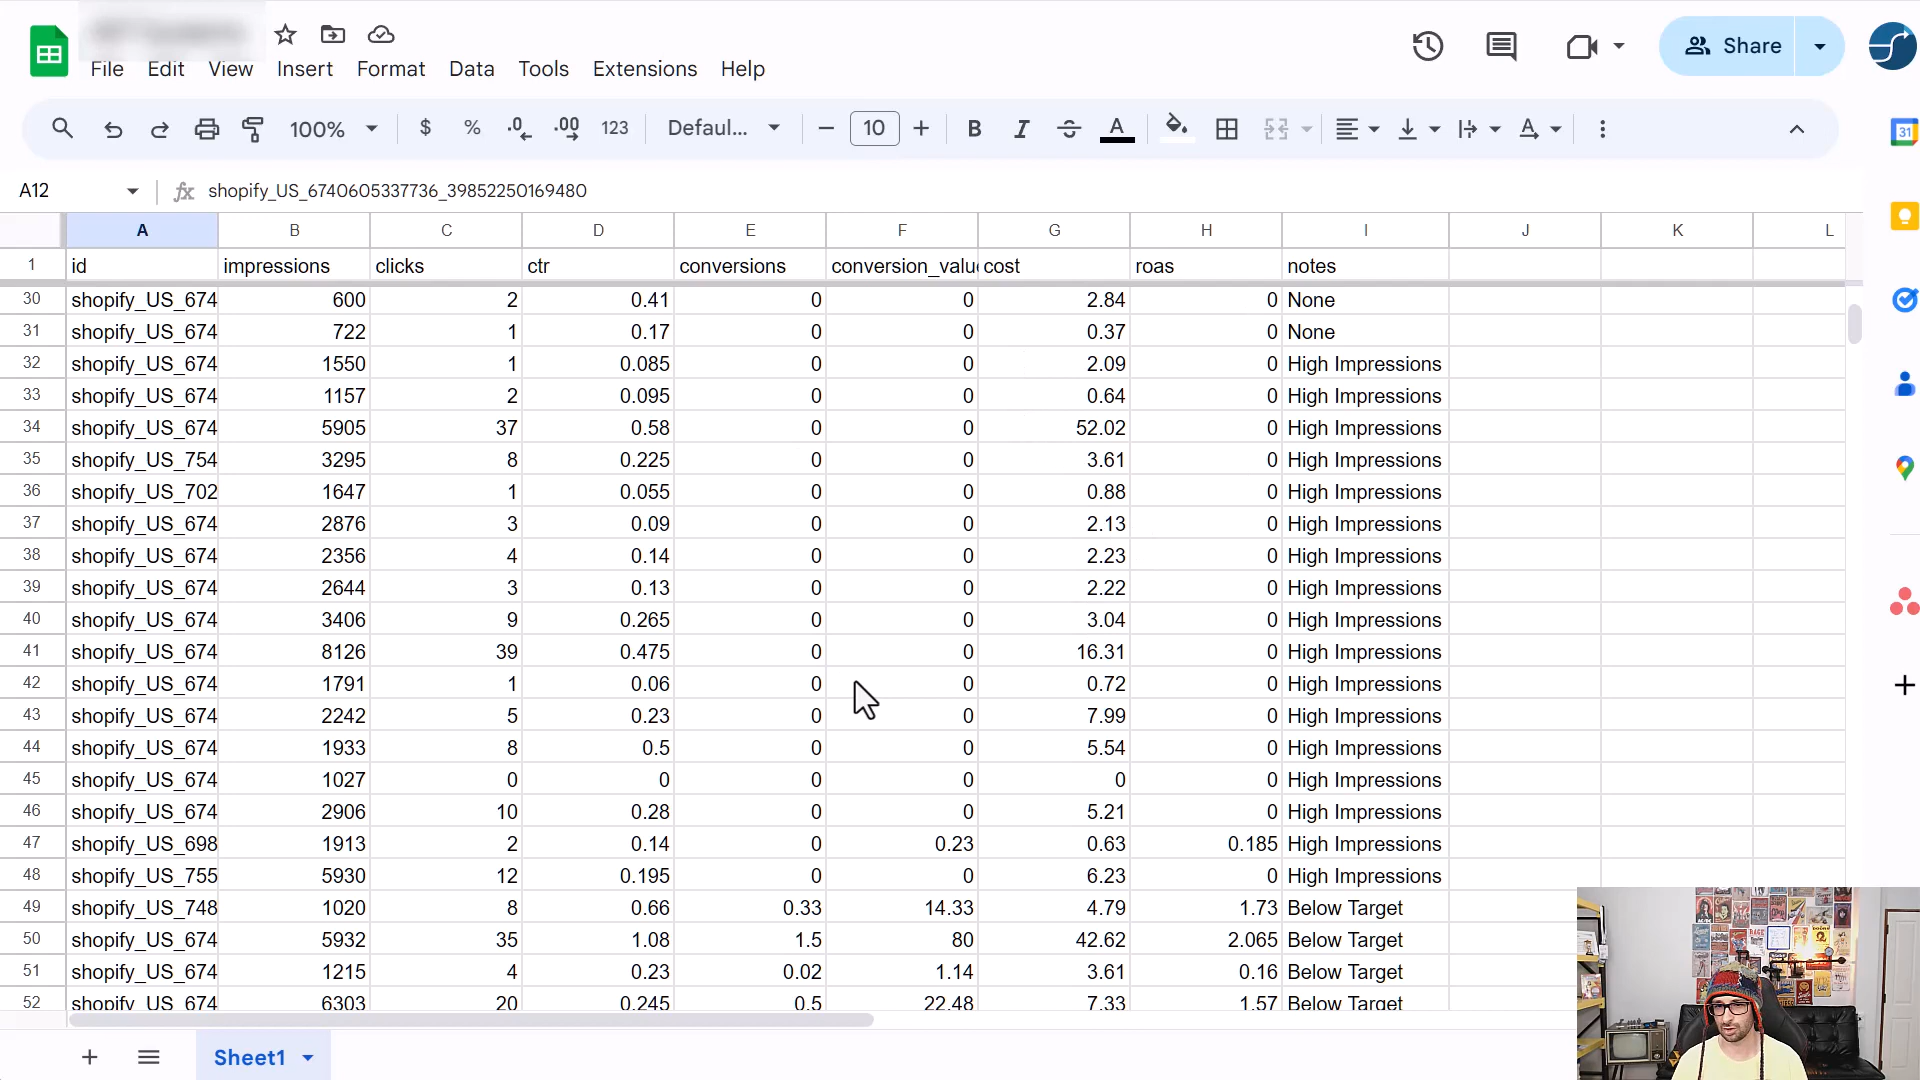 File Edit View Insert Format Data Tools Extensions Help
Share
100% $ % .0 .00 123 Defaul... 10 B I S A
31
A12 fx shopify_US_6740605337736_39852250169480
A B C D E F G H I J K L
1 id impressions clicks ctr conversions conversion_valu cost roas notes
30 shopify_US_674 600 2 0.41 0 0 2.84 0 None
31 shopify_US_674 722 1 0.17 0 0 0.37 0 None
32 shopify_US_674 1550 1 0.085 0 0 2.09 0 High Impressions
33 shopify_US_674 1157 2 0.095 0 0 0.64 0 High Impressions
34 shopify_US_674 5905 37 0.58 0 0 52.02 0 High Impressions
35 shopify_US_754 3295 8 0.225 0 0 3.61 0 High Impressions
36 shopify_US_702 1647 1 0.055 0 0 0.88 0 High Impressions
37 shopify_US_674 2876 3 0.09 0 0 2.13 0 High Impressions
38 shopify_US_674 2356 4 0.14 0 0 2.23 0 High Impressions
39 shopify_US_674 2644 3 0.13 0 0 2.22 0 High Impressions
40 shopify_US_674 3406 9 0.265 0 0 3.04 0 High Impressions
41 shopify_US_674 8126 39 0.475 0 0 16.31 0 High Impressions
42 shopify_US_674 1791 1 0.06 0 0 0.72 0 High Impressions
43 shopify_US_674 2242 5 0.23 0 0 7.99 0 High Impressions
44 shopify_US_674 1933 8 0.5 0 0 5.54 0 High Impressions
45 shopify_US_674 1027 0 0 0 0 0 0 High Impressions
46 shopify_US_674 2906 10 0.28 0 0 5.21 0 High Impressions
47 shopify_US_698 1913 2 0.14 0 0.23 0.63 0.185 High Impressions
48 shopify_US_755 5930 12 0.195 0 0 6.23 0 High Impressions
49 shopify_US_748 1020 8 0.66 0.33 14.33 4.79 1.73 Below Target
50 shopify_US_674 5932 35 1.08 1.5 80 42.62 2.065 Below Target
51 shopify_US_674 1215 4 0.23 0.02 1.14 3.61 0.16 Below Target
52 shopify_US_674 6303 20 0.245 0.5 22.48 7.33 1.57 Below Target
Sheet1